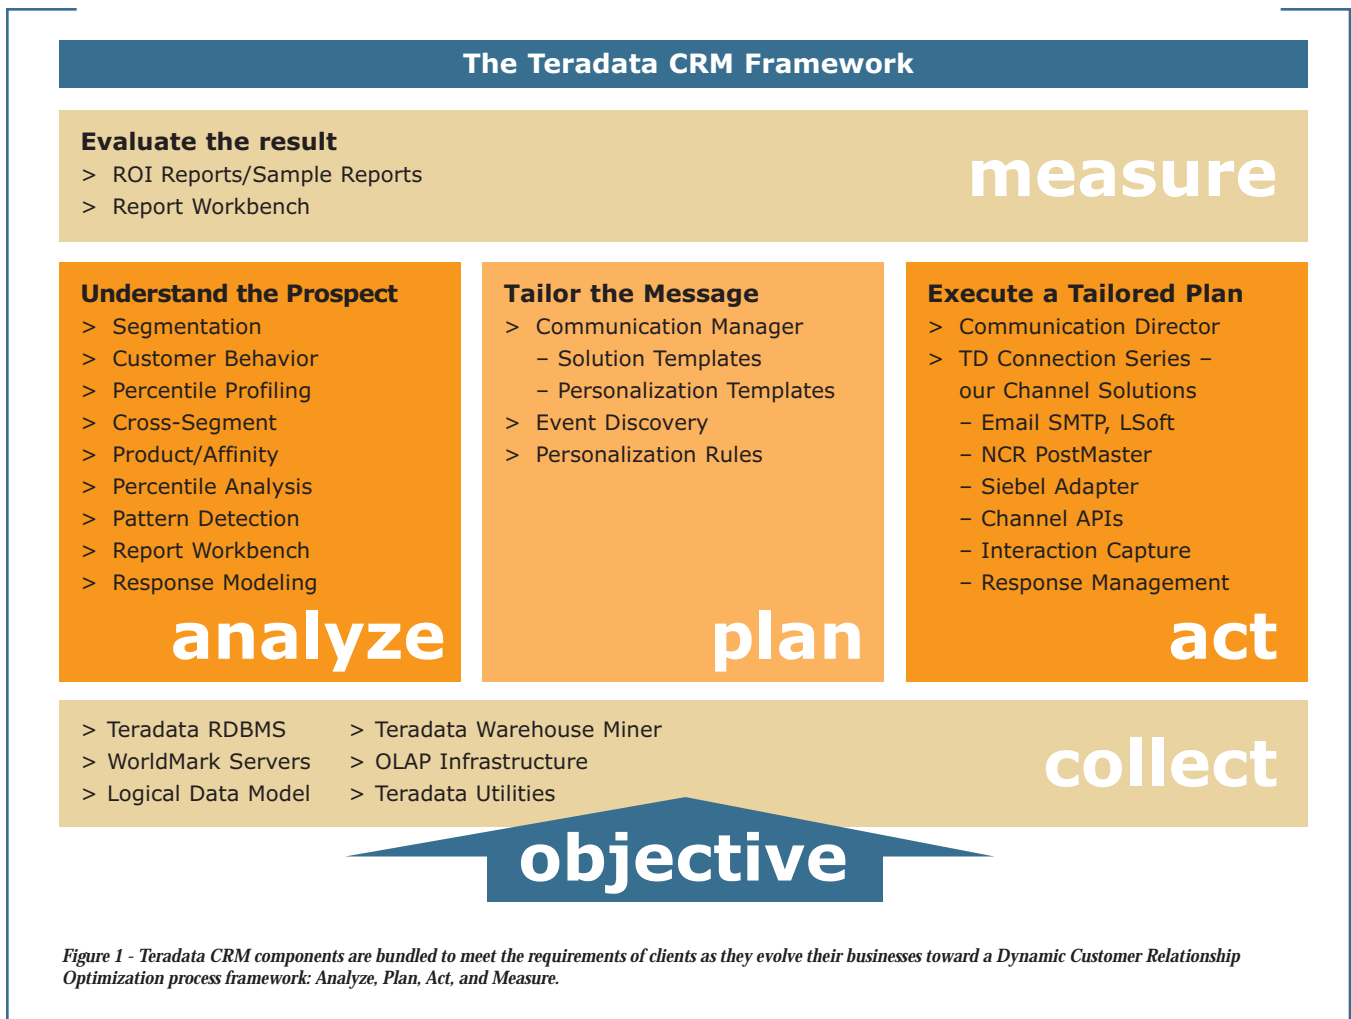 The Teradata CRM Framework
Evaluate the result
> ROI Reports/Sample Reports
> Report Workbench
measure
Understand the Prospect
> Segmentation
> Customer Behavior
> Percentile Profiling
> Cross-Segment
> Product/Affinity
> Percentile Analysis
> Pattern Detection
> Report Workbench
> Response Modeling
analyze
Tailor the Message
> Communication Manager
– Solution Templates
– Personalization Templates
> Event Discovery
> Personalization Rules
plan
Execute a Tailored Plan
> Communication Director
> TD Connection Series –
our Channel Solutions
– Email SMTP, LSoft
– NCR PostMaster
– Siebel Adapter
– Channel APIs
– Interaction Capture
– Response Management
act
> Teradata RDBMS
> WorldMark Servers
> Logical Data Model
> Teradata Warehouse Miner
> OLAP Infrastructure
> Teradata Utilities
collect
objective
Figure 1 - Teradata CRM components are bundled to meet the requirements of clients as they evolve their businesses toward a Dynamic Customer Relationship
Optimization process framework: Analyze, Plan, Act, and Measure.